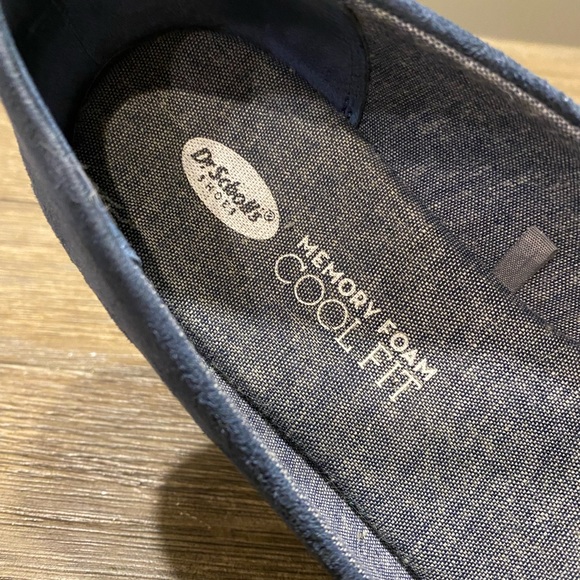 Dr. Scholl's®
SHOES
MEMORY FOAM
COOL FIT